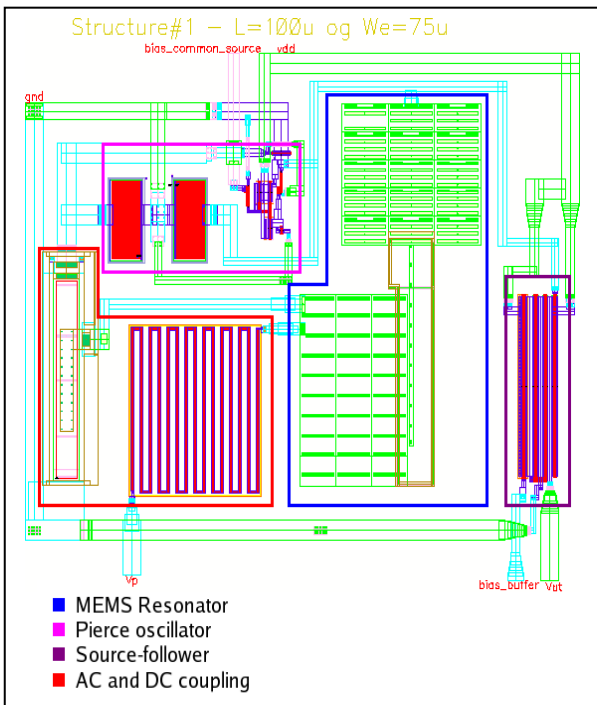 Structure#1 – L=100u og We=75u
bias_common_source vdd
gnd
Vp
bias_buffer
MEMS Resonator
Pierce oscillator
Source-follower
AC and DC coupling